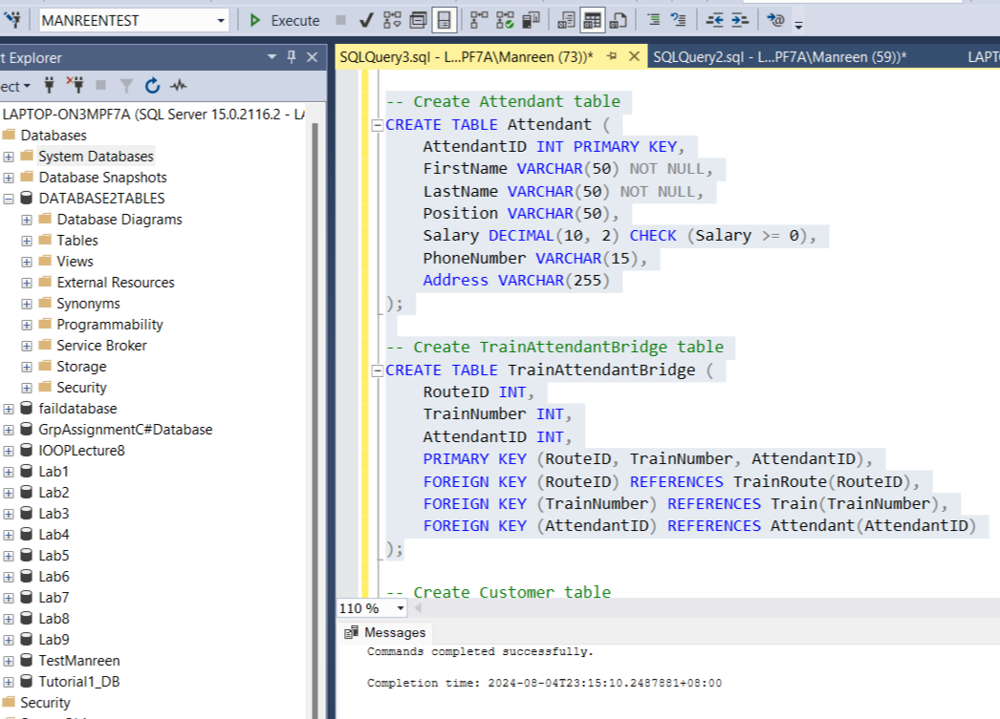 MANREENTEST
Execute
t Explorer
SQLQuery3.sql - L...PF7A\Manreen (73))*
SQLQuery2.sql - L...PF7A\Manreen (59))*
LAPT
ect
LAPTOP-ON3MPF7A (SQL Server 15.0.2116.2 - LA
Databases
System Databases
Database Snapshots
DATABASE2TABLES
Database Diagrams
Tables
Views
External Resources
Synonyms
Programmability
Service Broker
Storage
Security
faildatabase
GrpAssignmentC#Database
IOOPLecture8
Lab1
Lab2
Lab3
Lab4
Lab5
Lab6
Lab7
Lab8
Lab9
TestManreen
Tutorial1_DB
Security
-- Create Attendant table
CREATE TABLE Attendant (
AttendantID INT PRIMARY KEY,
FirstName VARCHAR(50) NOT NULL,
LastName VARCHAR(50) NOT NULL,
Position VARCHAR(50),
Salary DECIMAL(10, 2) CHECK (Salary >= 0),
PhoneNumber VARCHAR(15),
Address VARCHAR(255)
);
-- Create TrainAttendantBridge table
CREATE TABLE TrainAttendantBridge (
RouteID INT,
TrainNumber INT,
AttendantID INT,
PRIMARY KEY (RouteID, TrainNumber, AttendantID),
FOREIGN KEY (RouteID) REFERENCES TrainRoute(RouteID),
FOREIGN KEY (TrainNumber) REFERENCES Train(TrainNumber),
FOREIGN KEY (AttendantID) REFERENCES Attendant(AttendantID)
);
-- Create Customer table
110 %
Messages
Commands completed successfully.
Completion time: 2024-08-04T23:15:10.2487881+08:00